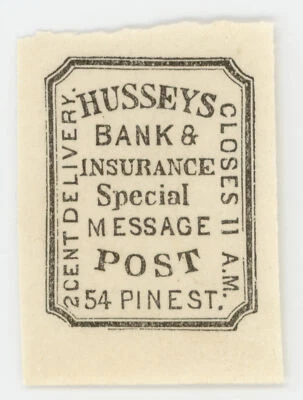 HUSSEYS
BANK &
INSURANCE
Special
MESSAGE
POST
54 PINE ST.
2 CENT DELIVERY.
CLOSES 11 A.M.